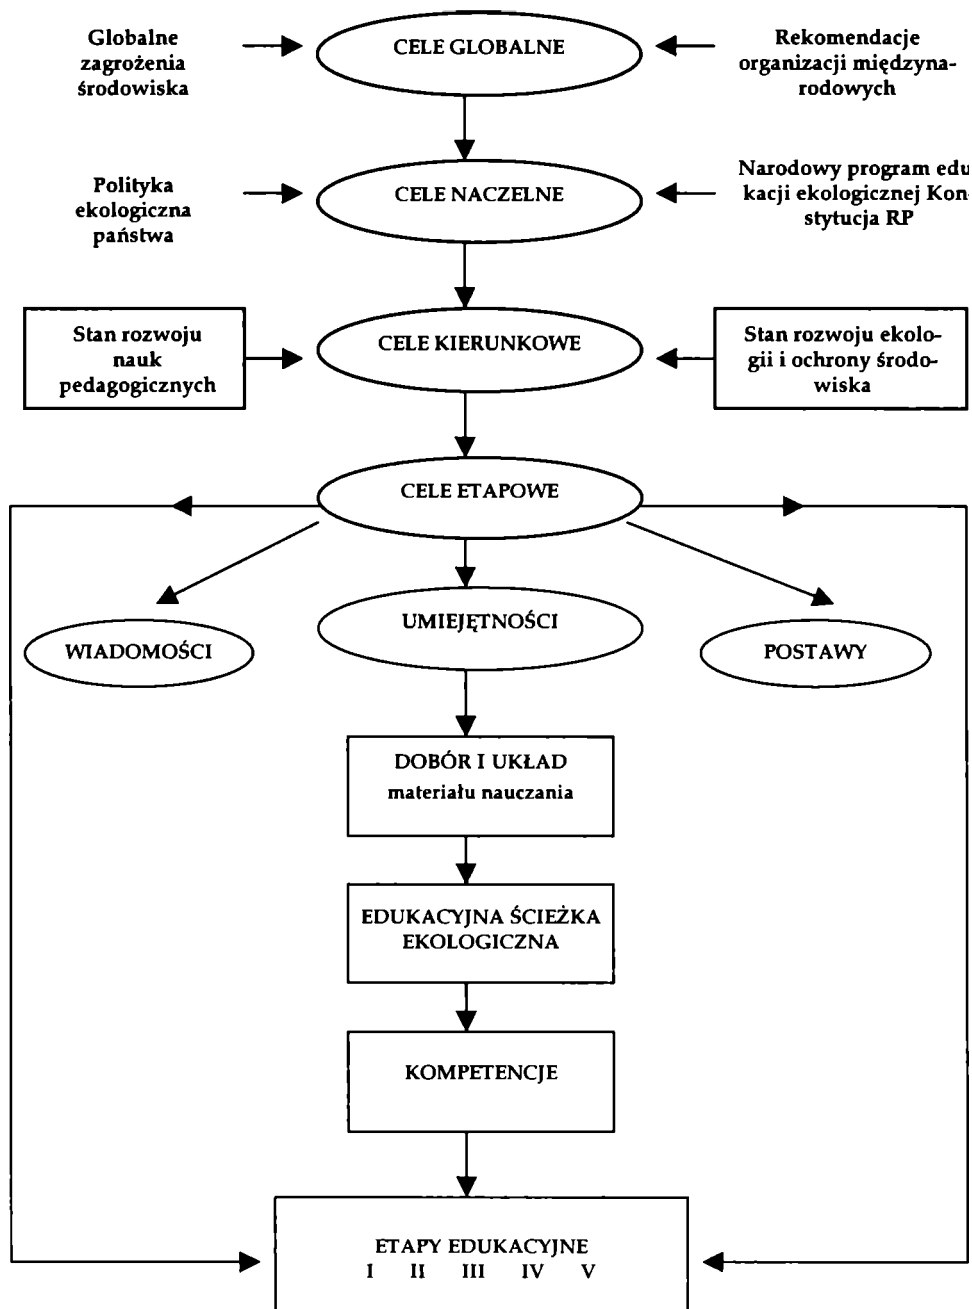 Globalne
zagrożenia
środowiska
CELE GLOBALNE
Rekomendacje
organizacji międzyna-
rodowych
Polityka
ekologiczna
państwa
CELE NACZELNE
Narodowy program edu
kacji ekologicznej Kon-
stytucja RP
Stan rozwoju
nauk
pedagogicznych
CELE KIERUNKOWE
Stan rozwoju ekolo-
gii i ochrony środo-
wiska
CELE ETAPOWE
WIADOMOŚCI
UMIEJĘTNOŚCI
POSTAWY
DOBÓR I UKŁAD
materiału nauczania
EDUKACYJNA ŚCIEŻKA
EKOLOGICZNA
KOMPETENCJE
ETAPY EDUKACYJNE
I II III IV V